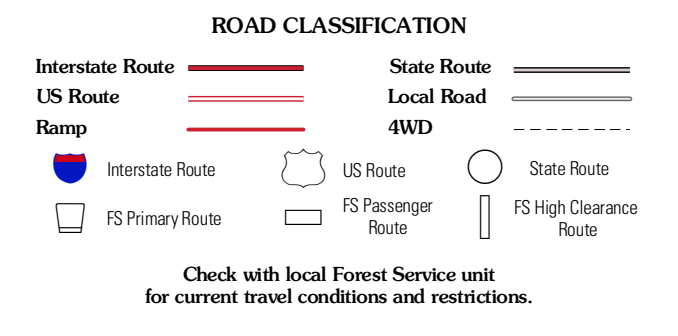 ROAD CLASSIFICATION
Interstate Route
State Route
US Route
Local Road
Ramp
4WD
Interstate Route
US Route
State Route
FS Primary Route
FS Passenger
Route
FS High Clearance
Route
Check with local Forest Service unit
for current travel conditions and restrictions.